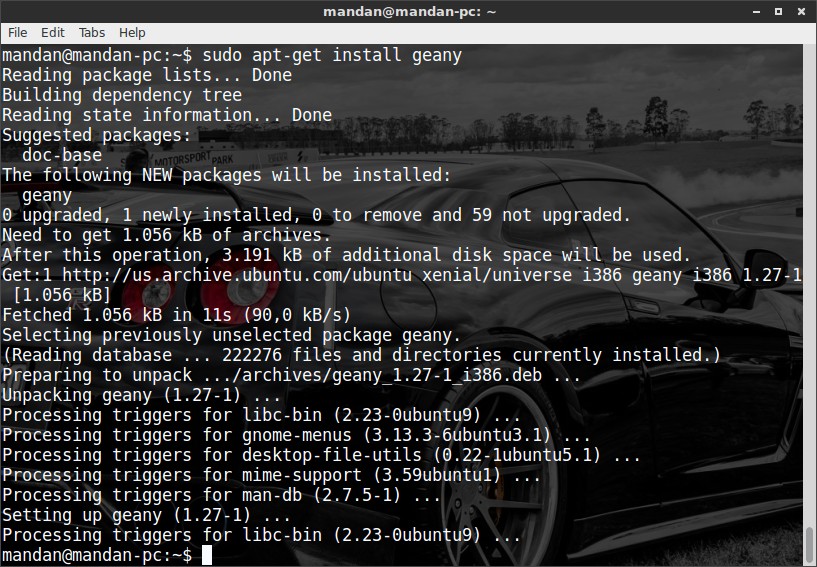 mandan@mandan-pc: ~
File Edit Tabs Help
mandan@mandan-pc:~$ sudo apt-get install geany
Reading package lists... Done
Building dependency tree
Reading state information... Done
Suggested packages:
  doc-base
MOTORSPORT PARK
The following NEW packages will be installed:
  geany
0 upgraded, 1 newly installed, 0 to remove and 59 not upgraded.
Need to get 1.056 kB of archives.
After this operation, 3.191 kB of additional disk space will be used.
Get:1 http://us.archive.ubuntu.com/ubuntu xenial/universe i386 geany i386 1.27-1
 [1.056 kB]
Fetched 1.056 kB in 11s (90,0 kB/s)
Selecting previously unselected package geany.
(Reading database ... 222276 files and directories currently installed.)
Preparing to unpack .../archives/geany_1.27-1_i386.deb ...
Unpacking geany (1.27-1) ...
Processing triggers for libc-bin (2.23-0ubuntu9) ...
Processing triggers for gnome-menus (3.13.3-6ubuntu3.1) ...
Processing triggers for desktop-file-utils (0.22-1ubuntu5.1) ...
Processing triggers for mime-support (3.59ubuntu1) ...
Processing triggers for man-db (2.7.5-1) ...
Setting up geany (1.27-1) ...
Processing triggers for libc-bin (2.23-0ubuntu9) ...
mandan@mandan-pc:~$